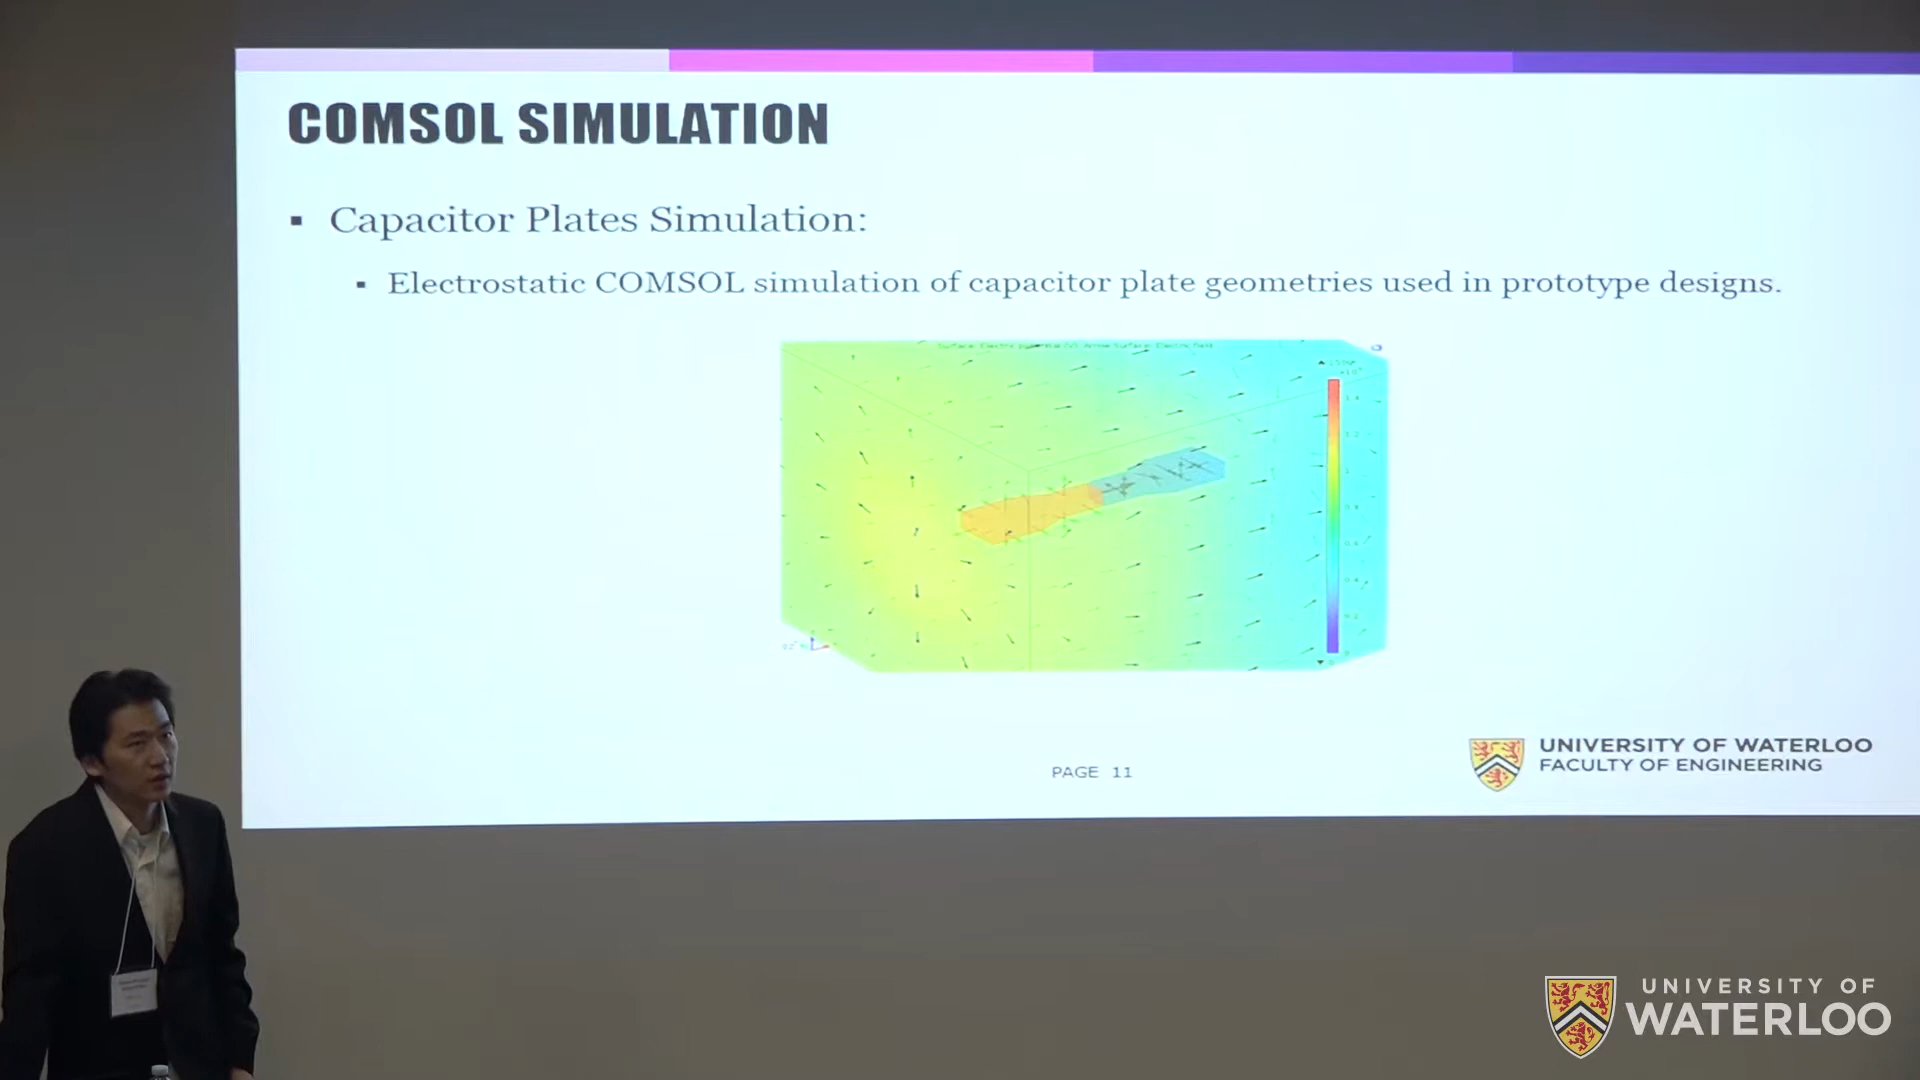 COMSOL SIMULATION
Capacitor Plates Simulation:
Electrostatic COMSOL simulation of capacitor plate geometries used in prototype designs.
PAGE 11
UNIVERSITY OF WATERLOO
FACULTY OF ENGINEERING
UNIVERSITY OF
WATERLOO